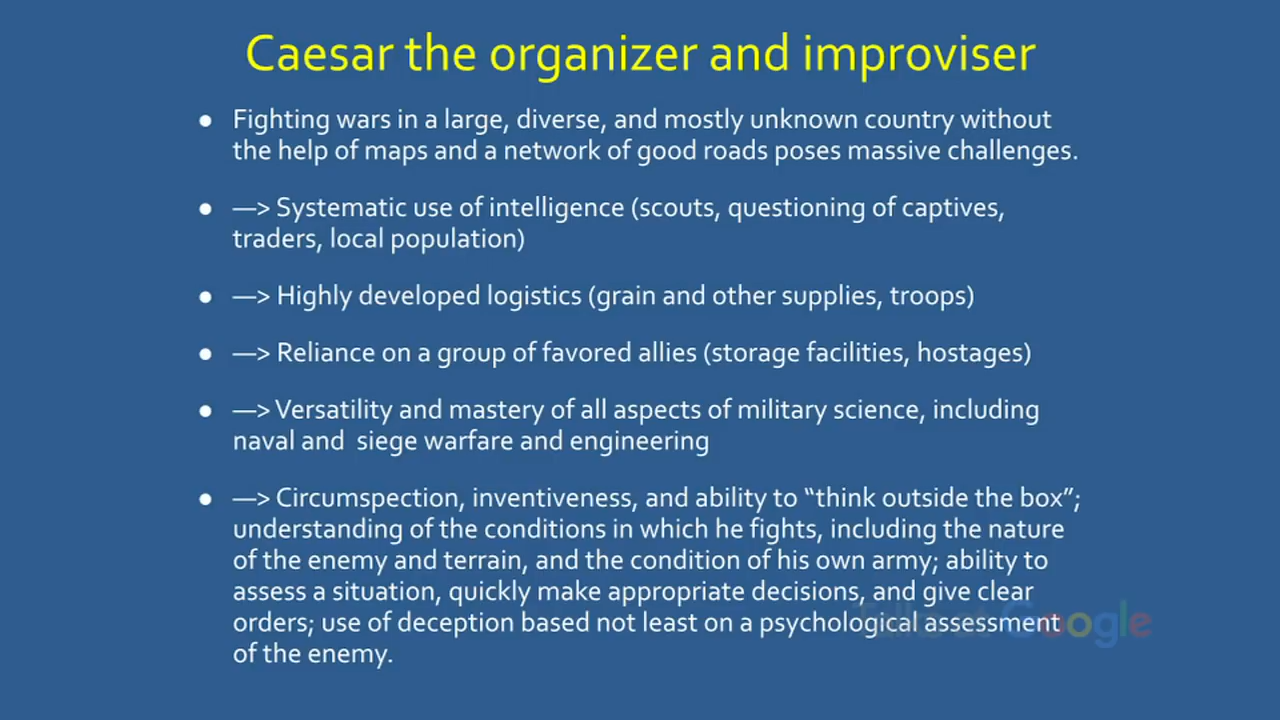 Caesar the organizer and improviser
● Fighting wars in a large, diverse, and mostly unknown country without
the help of maps and a network of good roads poses massive challenges.
● —> Systematic use of intelligence (scouts, questioning of captives,
traders, local population)
● —> Highly developed logistics (grain and other supplies, troops)
● —> Reliance on a group of favored allies (storage facilities, hostages)
● —> Versatility and mastery of all aspects of military science, including
naval and  siege warfare and engineering
● —> Circumspection, inventiveness, and ability to “think outside the box”;
understanding of the conditions in which he fights, including the nature
of the enemy and terrain, and the condition of his own army; ability to
assess a situation, quickly make appropriate decisions, and give clear
orders; use of deception based not least on a psychological assessment
of the enemy.
Talks at Google